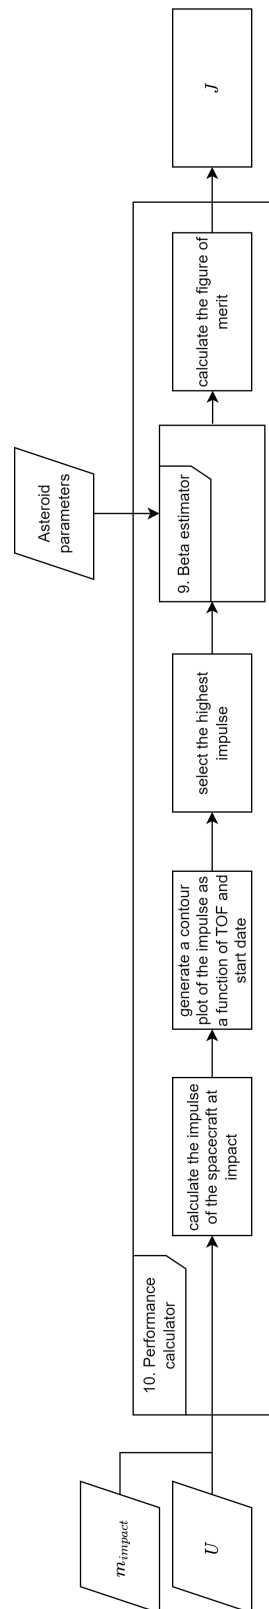 $m_{impact}$
$U$
10. Performance
calculator
calculate the impulse
of the spacecraft at
impact
generate a contour
plot of the impulse as
a function of TOF and
start date
select the highest
impulse
Asteroid
parameters
9. Beta estimator
calculate the figure of
merit
$J$